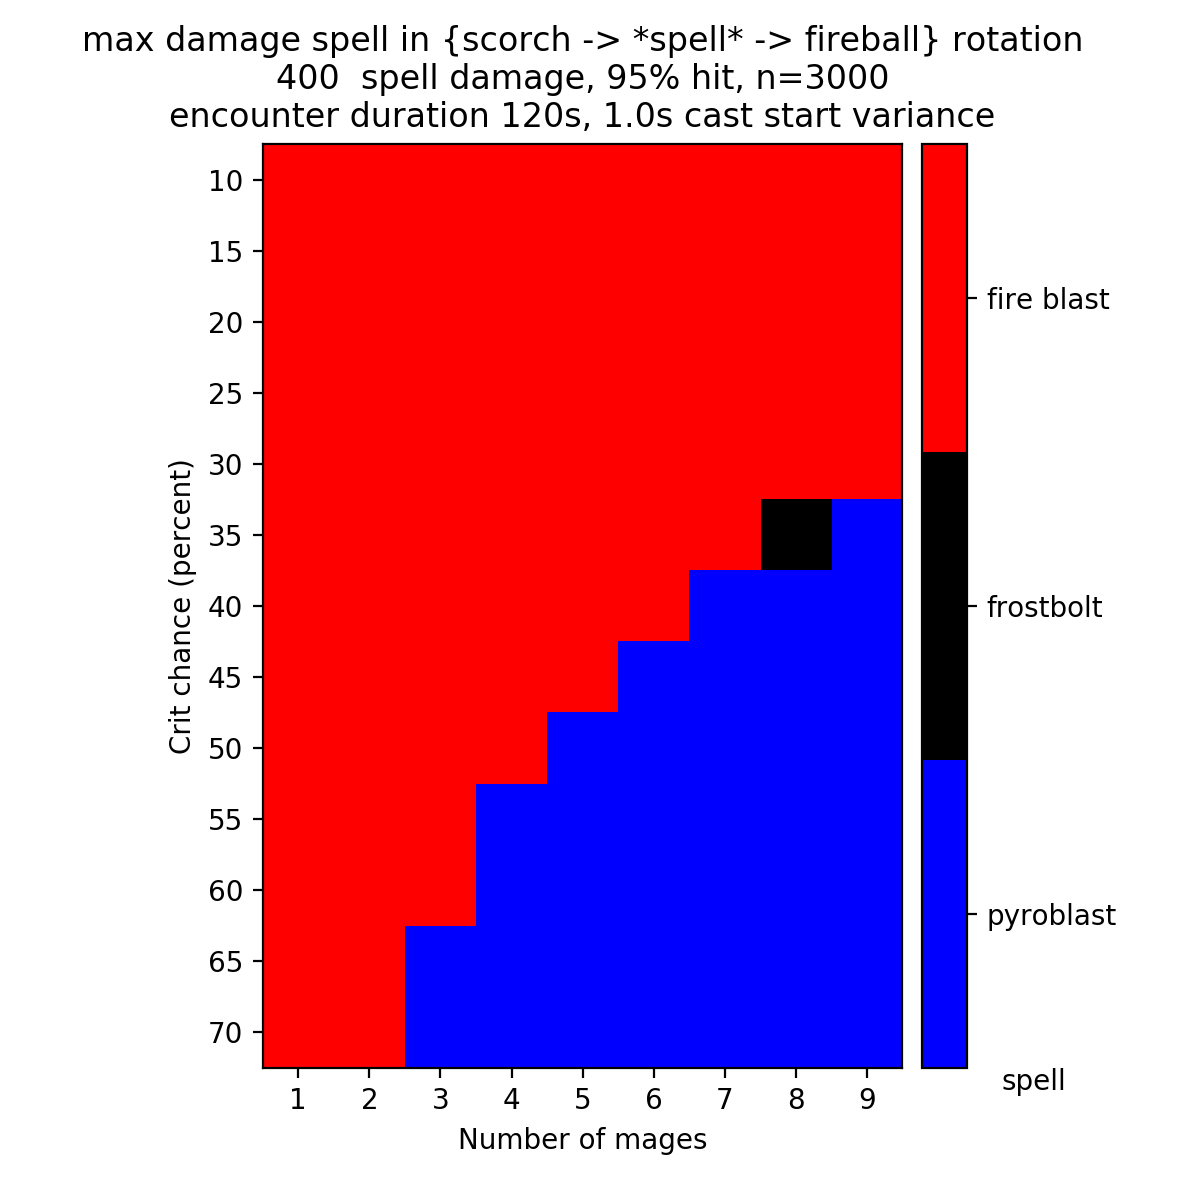 max damage spell in {scorch -> *spell* -> fireball} rotation
400  spell damage, 95% hit, n=3000
encounter duration 120s, 1.0s cast start variance
10
15
20
25
30
35
40
45
50
55
60
65
70
Crit chance (percent)
1 2 3 4 5 6 7 8 9
Number of mages
fire blast
frostbolt
pyroblast
spell